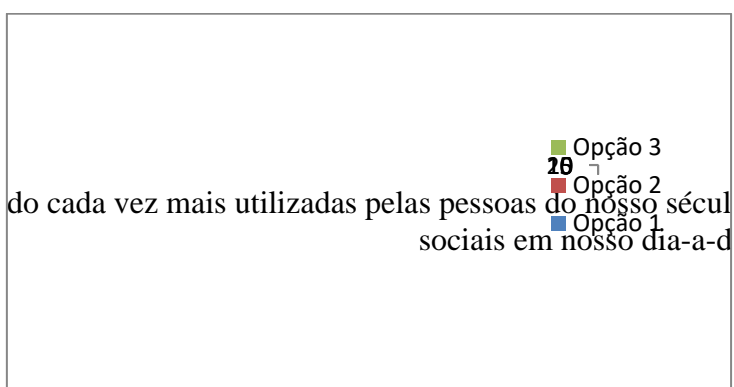 Opção 3
Opção 2
do cada vez mais utilizadas pelas pessoas do nosso sécul
Opção 1
sociais em nosso dia-a-d